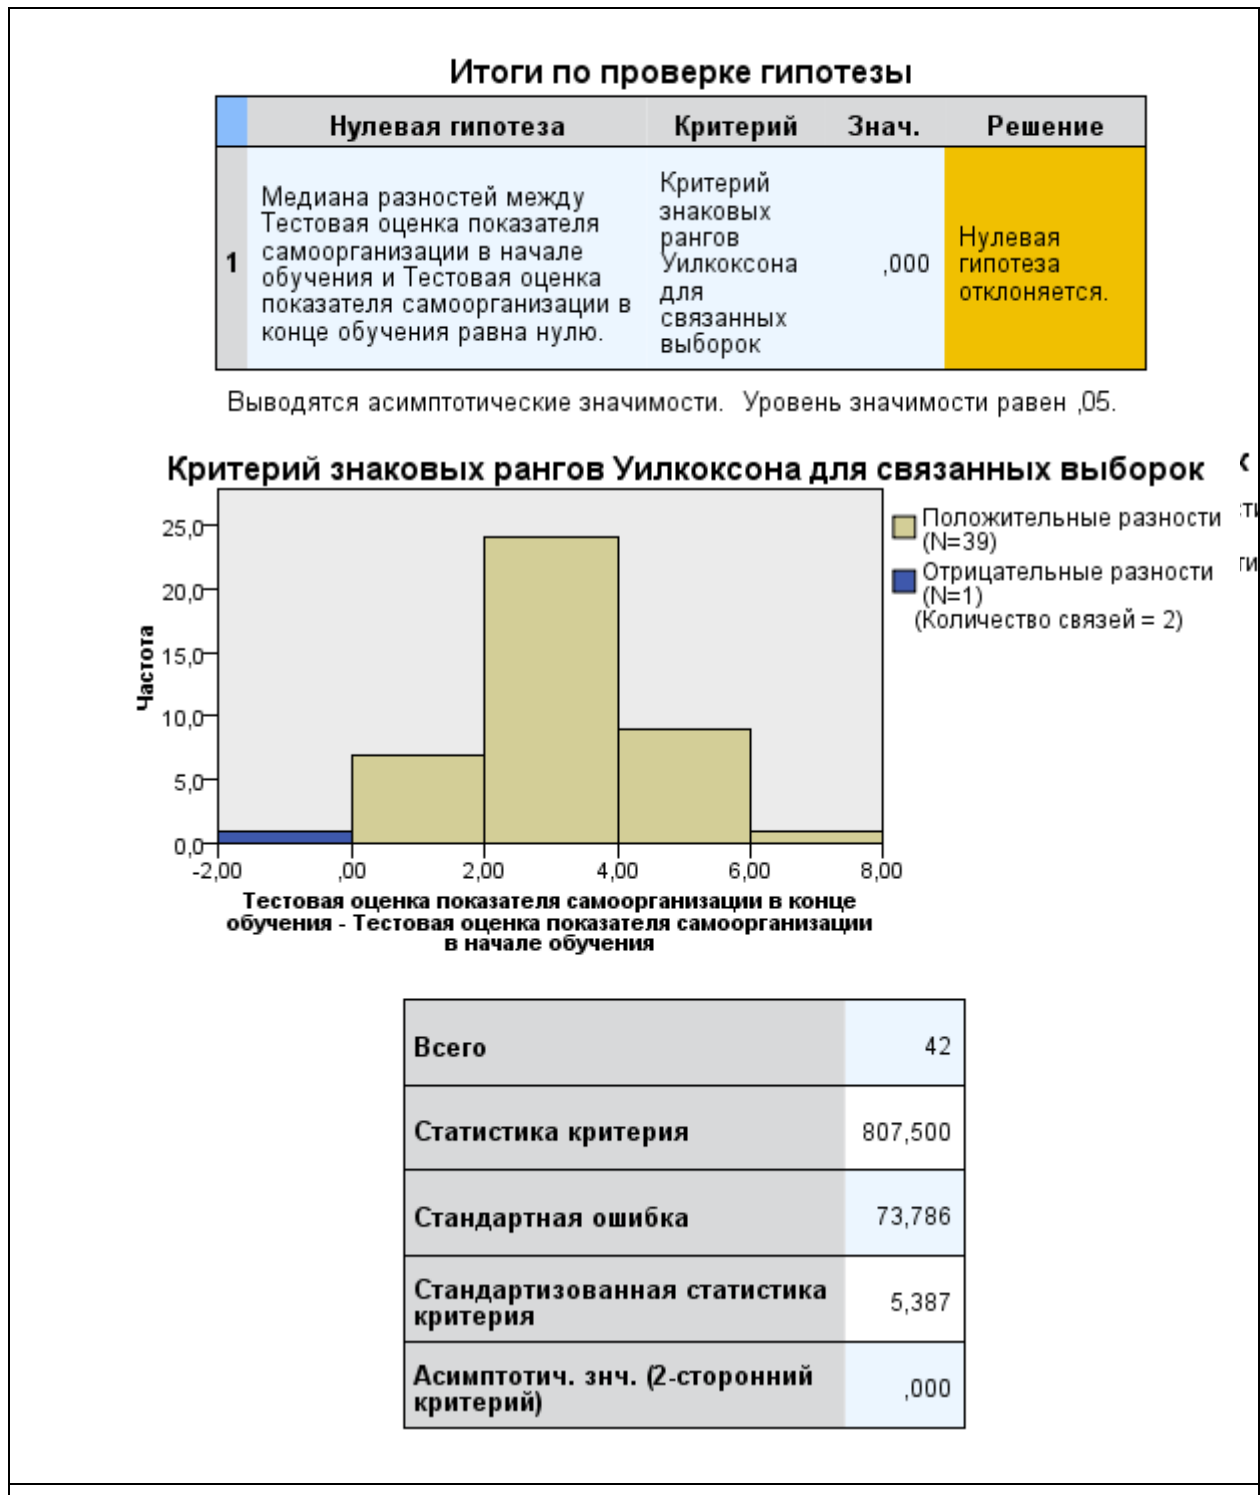 Итоги по проверке гипотезы
Нулевая гипотеза Критерий Знач. Решение
1
Медиана разностей между
Тестовая оценка показателя
самоорганизации в начале
обучения и Тестовая оценка
показателя самоорганизации в
конце обучения равна нулю.
Критерий
знаковых
рангов
Уилкоксона
для
связанных
выборок
,000
Нулевая
гипотеза
отклоняется.
Выводятся асимптотические значимости. Уровень значимости равен ,05.
Критерий знаковых рангов Уилкоксона для связанных выборок
Частота
25,0
20,0
15,0
10,0
5,0
0,0
-2,00 ,00 2,00 4,00 6,00 8,00
Тестовая оценка показателя самоорганизации в конце
обучения - Тестовая оценка показателя самоорганизации
в начале обучения
Положительные разности
(N=39)
Отрицательные разности
(N=1)
(Количество связей = 2)
Всего 42
Статистика критерия 807,500
Стандартная ошибка 73,786
Стандартизованная статистика
критерия 5,387
Асимптотич. знч. (2-сторонний
критерий) ,000